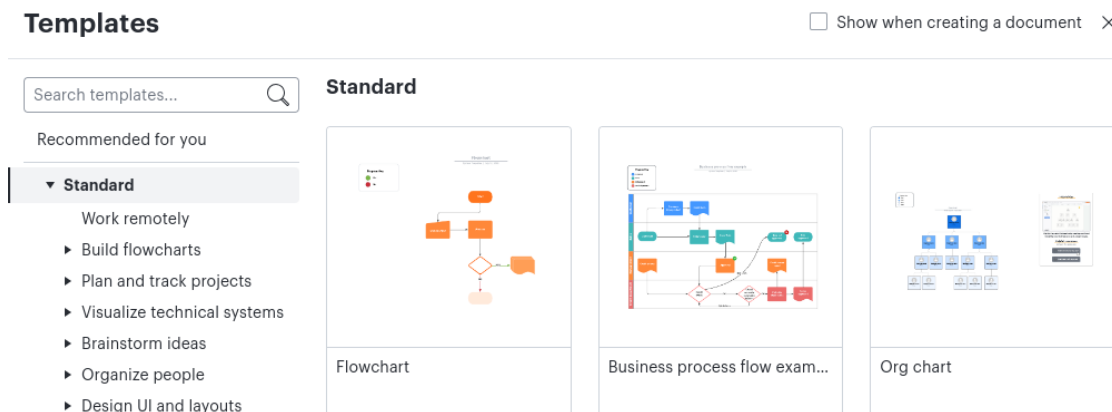 Templates
Show when creating a document
Search templates...
Recommended for you
Standard
Work remotely
Build flowcharts
Plan and track projects
Visualize technical systems
Brainstorm ideas
Organize people
Design UI and layouts
Standard
Flowchart
Business process flow exam...
Org chart